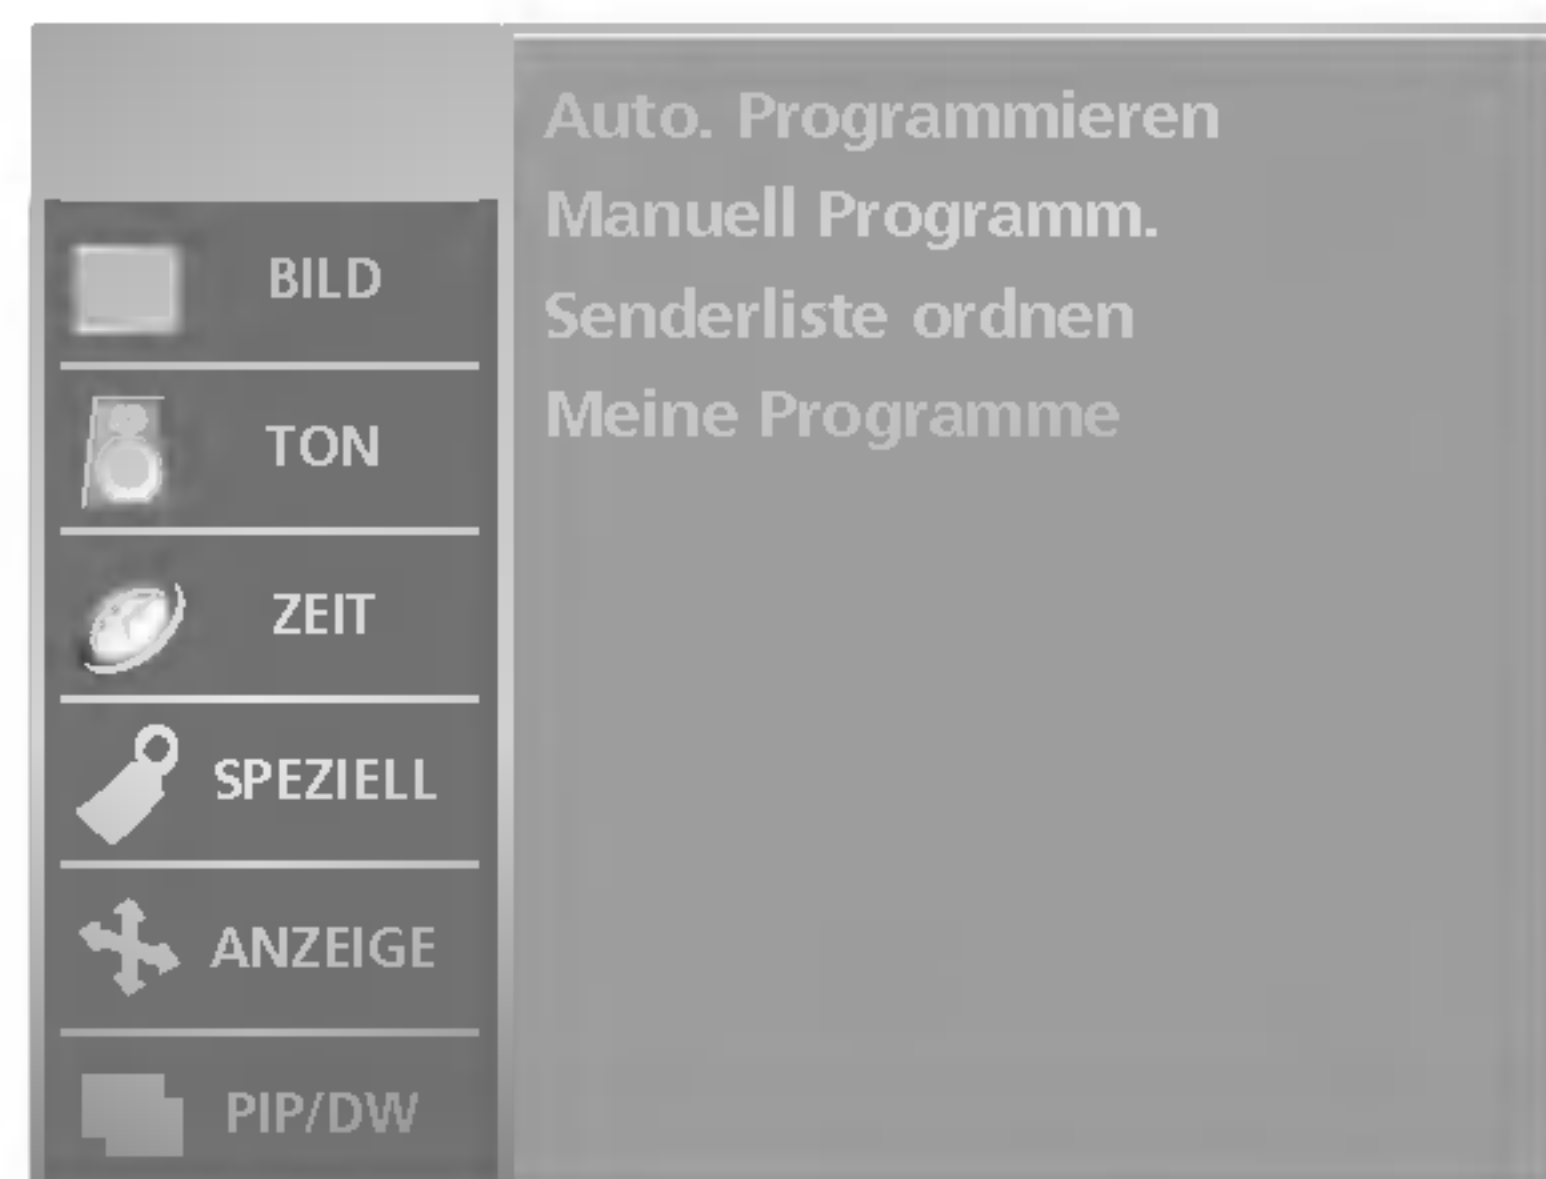 Auto. Programmieren
Manuell Programm.
Senderliste ordnen
Meine Programme
BILD
TON
ZEIT
SPEZIELL
ANZEIGE
PIP/DW